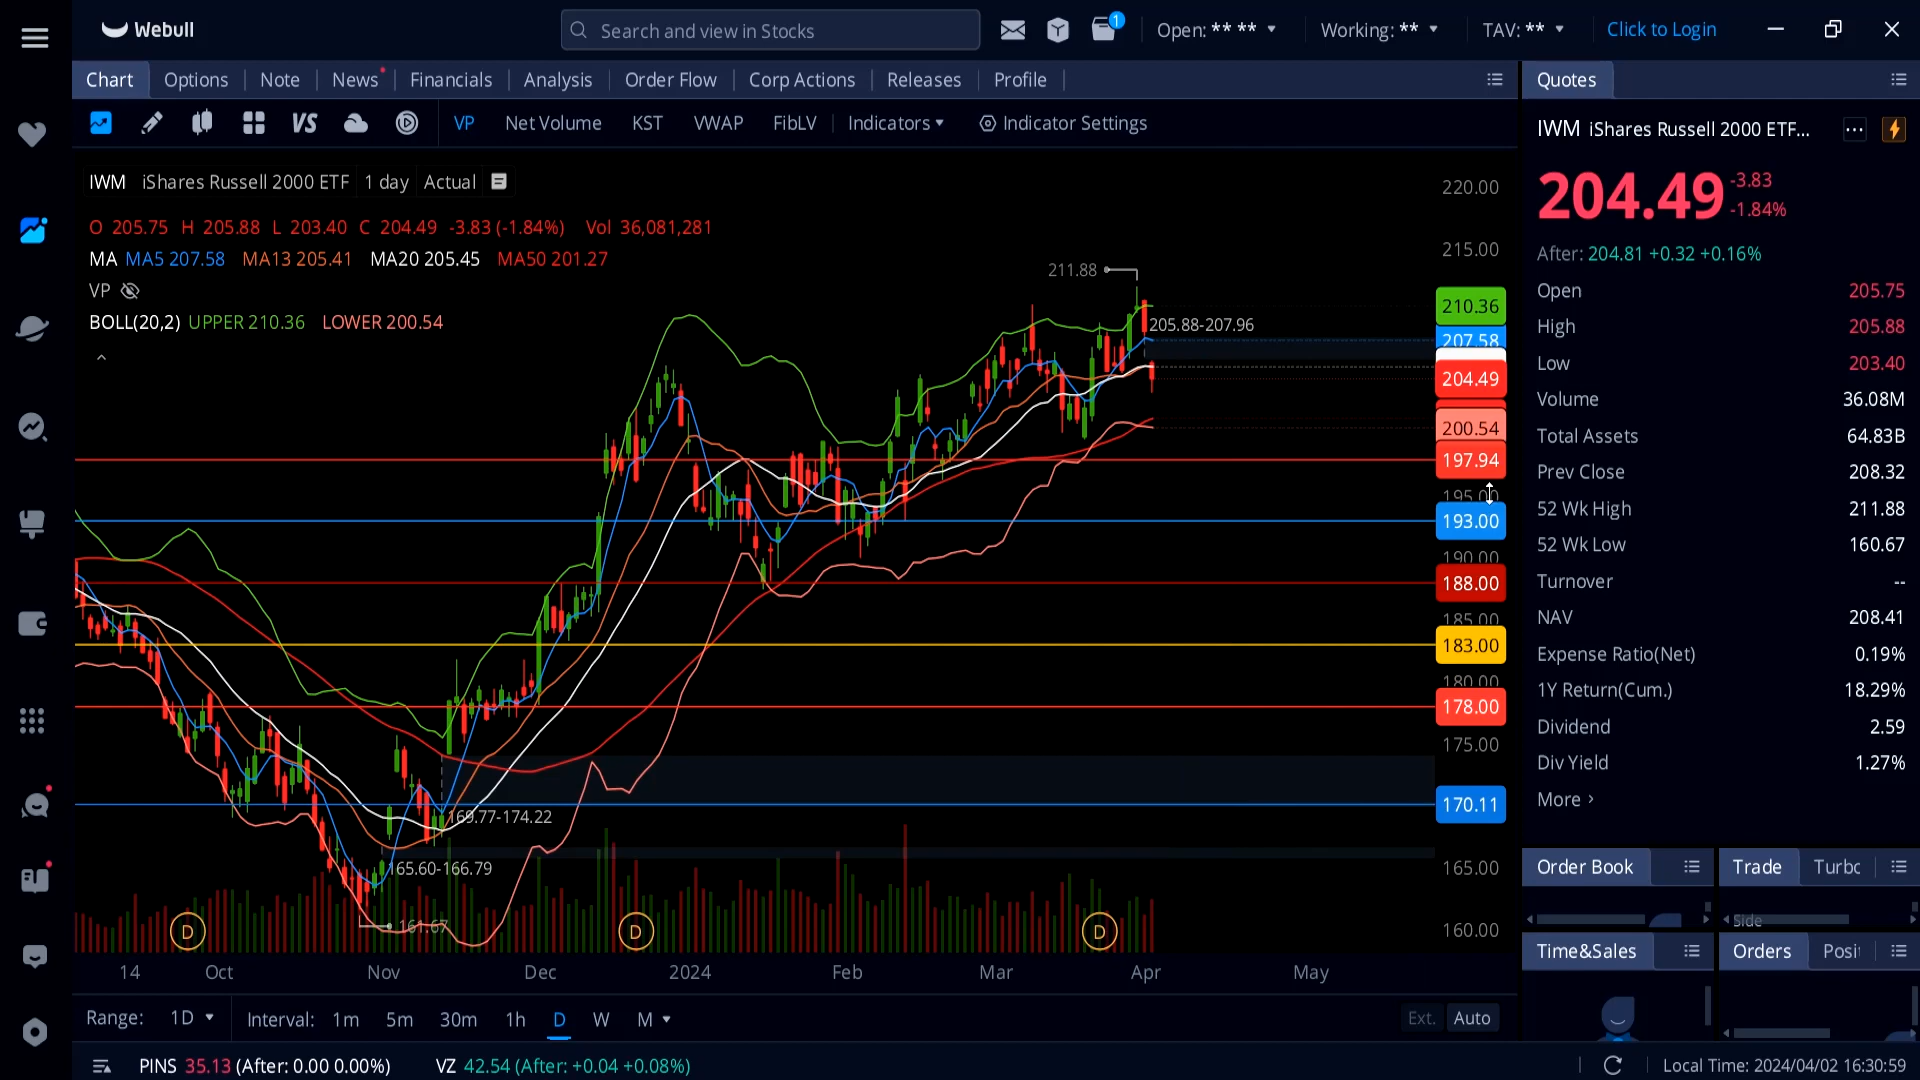 Webull
Search and view in Stocks
1
Open: ** **
Working: **
TAV: **
Click to Login
Chart
Options
Note
News
Financials
Analysis
Order Flow
Corp Actions
Releases
Profile
Quotes
VS
VP
Net Volume
KST
VWAP
FibLV
Indicators
Indicator Settings
IWM iShares Russell 2000 ETF...
IWM iShares Russell 2000 ETF 1 day Actual
O 205.75 H 205.88 L 203.40 C 204.49 -3.83 (-1.84%) Vol 36,081,281
MA MA5 207.58 MA13 205.41 MA20 205.45 MA50 201.27
VP
BOLL(20,2) UPPER 210.36 LOWER 200.54
211.88
205.88-207.96
169.77-174.22
165.60-166.79
161.67
D
D
D
220.00
215.00
210.36
207.58
204.49
200.54
197.94
195.00
193.00
190.00
188.00
185.00
183.00
180.00
178.00
175.00
170.11
165.00
160.00
14
Oct
Nov
Dec
2024
Feb
Mar
Apr
May
Range: 1D
Interval: 1m 5m 30m 1h D W M
Ext. Auto
204.49
-3.83
-1.84%
After: 204.81 +0.32 +0.16%
Open 205.75
High 205.88
Low 203.40
Volume 36.08M
Total Assets 64.83B
Prev Close 208.32
52 Wk High 211.88
52 Wk Low 160.67
Turnover --
NAV 208.41
Expense Ratio(Net) 0.19%
1Y Return(Cum.) 18.29%
Dividend 2.59
Div Yield 1.27%
More
Order Book
Trade
Turbo
Side
Time&Sales
Orders
Posit
PINS 35.13 (After: 0.00 0.00%)
VZ 42.54 (After: +0.04 +0.08%)
Local Time: 2024/04/02 16:30:59